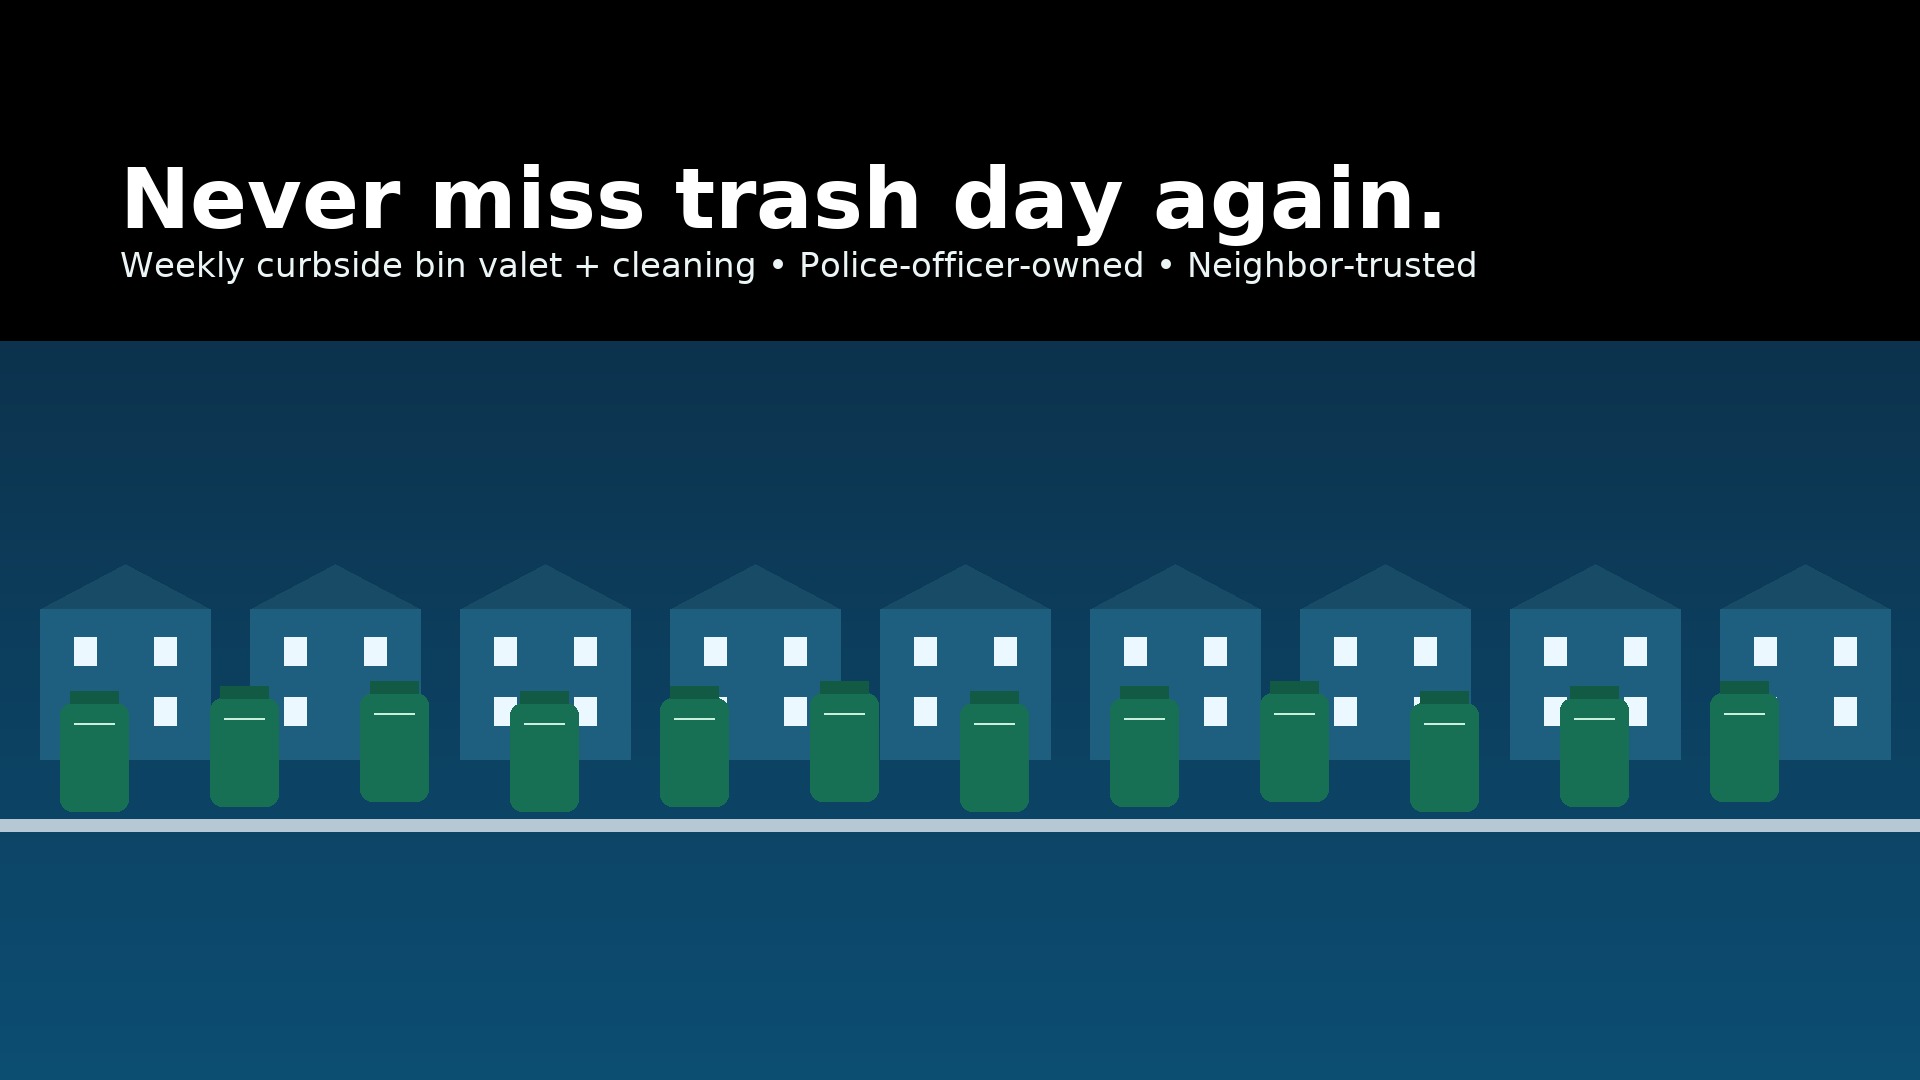 Never miss trash day again.
Weekly curbside bin valet + cleaning • Police-officer-owned • Neighbor-trusted